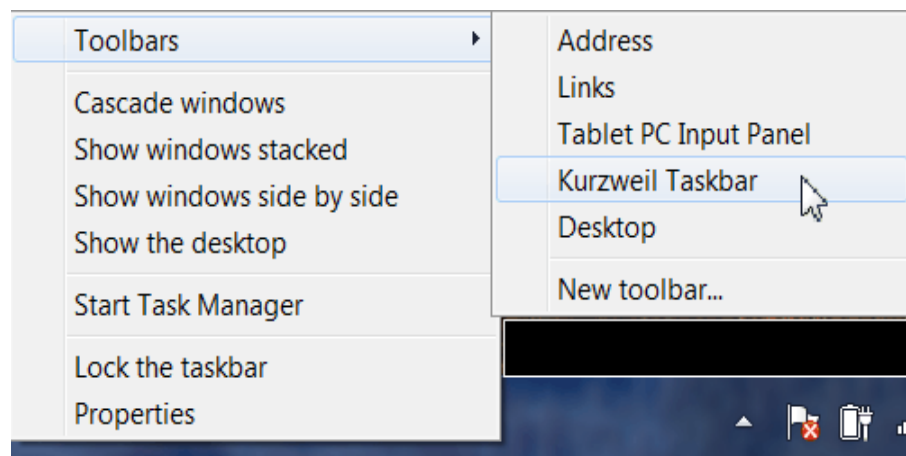 Toolbars
Cascade windows
Show windows stacked
Show windows side by side
Show the desktop
Start Task Manager
Lock the taskbar
Properties
Address
Links
Tablet PC Input Panel
Kurzweil Taskbar
Desktop
New toolbar...